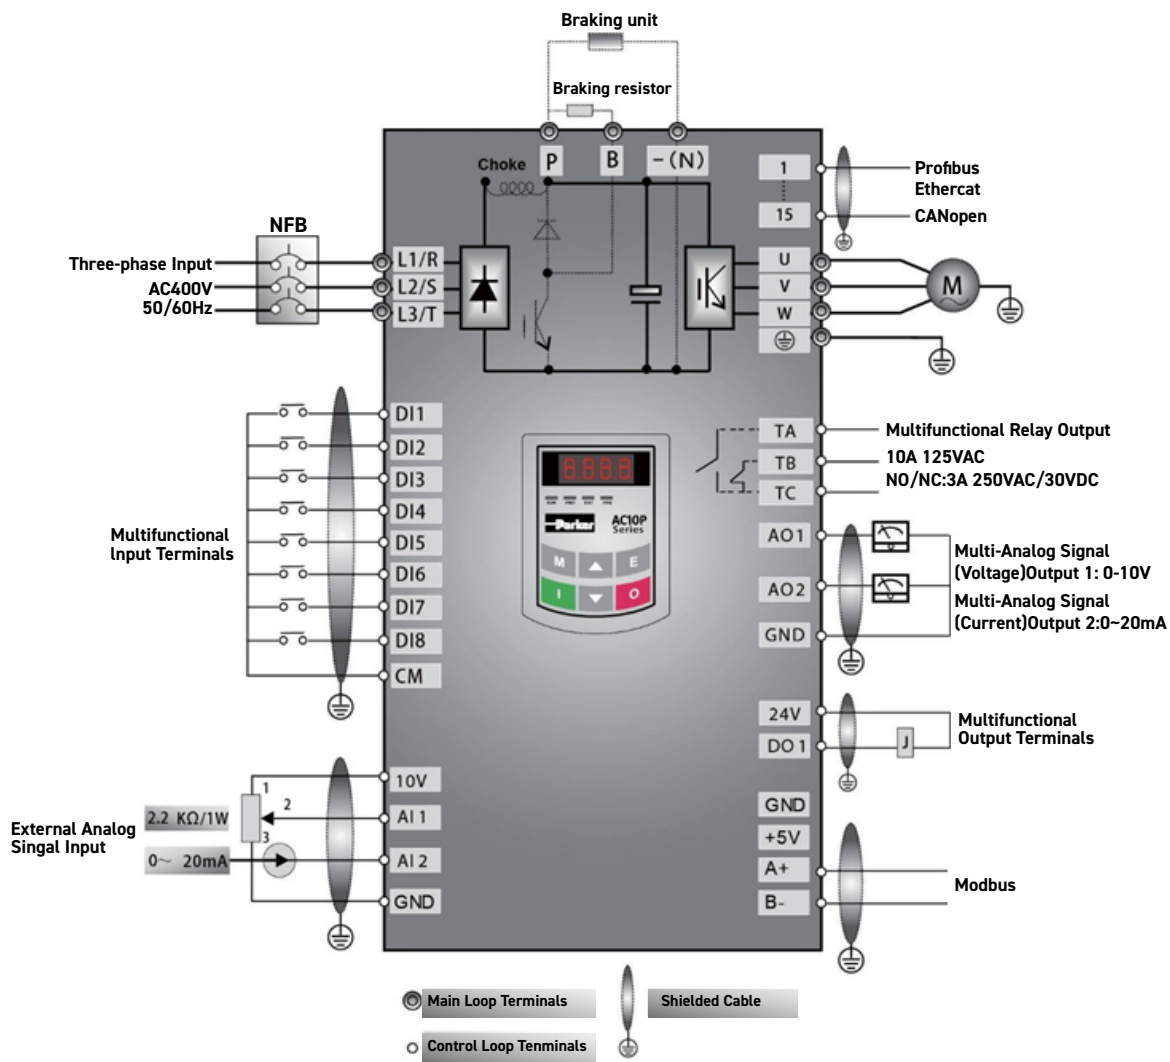 Braking unit
Braking resistor
P
B
-(N)
Choke
1
15
Profibus
Ethercat
CANopen
NFB
Three-phase Input
AC400V
50/60Hz
L1/R
L2/S
L3/T
U
V
W
M
~
DI1
DI2
DI3
DI4
DI5
DI6
DI7
DI8
CM
Multifunctional
Input Terminals
8.8.8.8
Parker
AC10P
Series
M
E
I
O
TA
TB
TC
Multifunctional Relay Output
10A 125VAC
NO/NC:3A 250VAC/30VDC
AO1
AO2
GND
Multi-Analog Signal
(Voltage)Output 1: 0-10V
Multi-Analog Signal
(Current)Output 2:0~20mA
24V
DO1
J
Multifunctional
Output Terminals
10V
AI1
AI2
GND
1
2
3
2.2 KΩ/1W
0~ 20mA
External Analog
Singal Input
GND
+5V
A+
B-
Modbus
Main Loop Terminals
Shielded Cable
Control Loop Tenminals